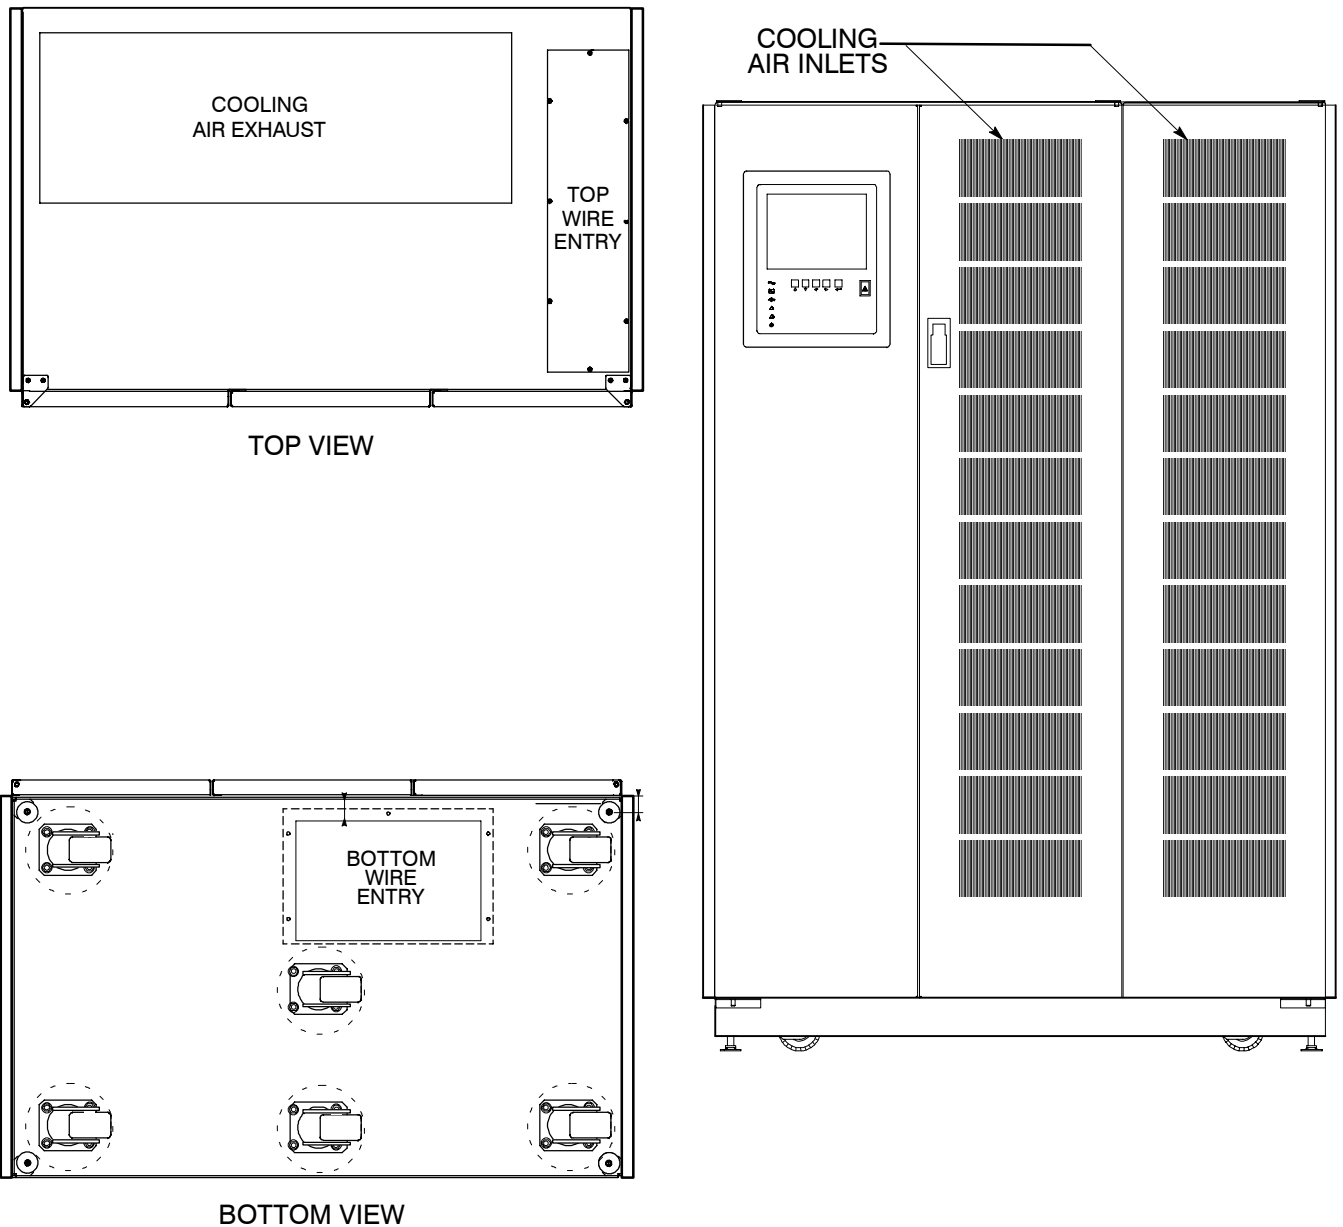 COOLING
AIR EXHAUST
TOP
WIRE
ENTRY
TOP VIEW
COOLING
AIR INLETS
BOTTOM
WIRE
ENTRY
BOTTOM VIEW